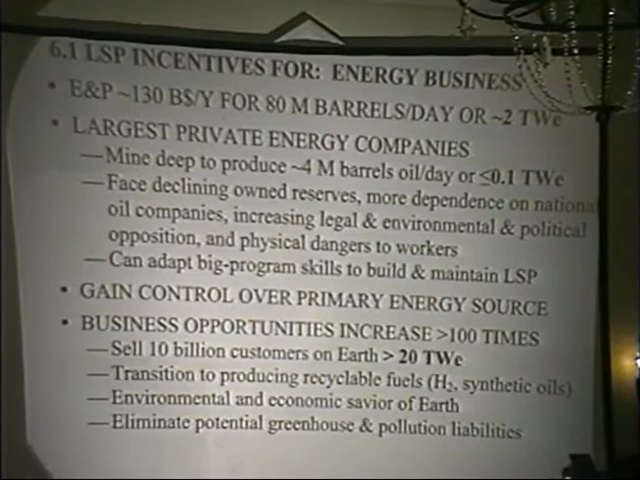 6.1 LSP INCENTIVES FOR: ENERGY BUSINESS
• E&P ~130 B$/Y FOR 80 M BARRELS/DAY OR ~2 TWe
• LARGEST PRIVATE ENERGY COMPANIES
—Mine deep to produce ~4 M barrels oil/day or ≤0.1 TWe
—Face declining owned reserves, more dependence on nationa
oil companies, increasing legal & environmental & political
opposition, and physical dangers to workers
—Can adapt big-program skills to build & maintain LSP
• GAIN CONTROL OVER PRIMARY ENERGY SOURCE
• BUSINESS OPPORTUNITIES INCREASE >100 TIMES
—Sell 10 billion customers on Earth > 20 TWe
—Transition to producing recyclable fuels (H₂, synthetic oils)
—Environmental and economic savior of Earth
—Eliminate potential greenhouse & pollution liabilities